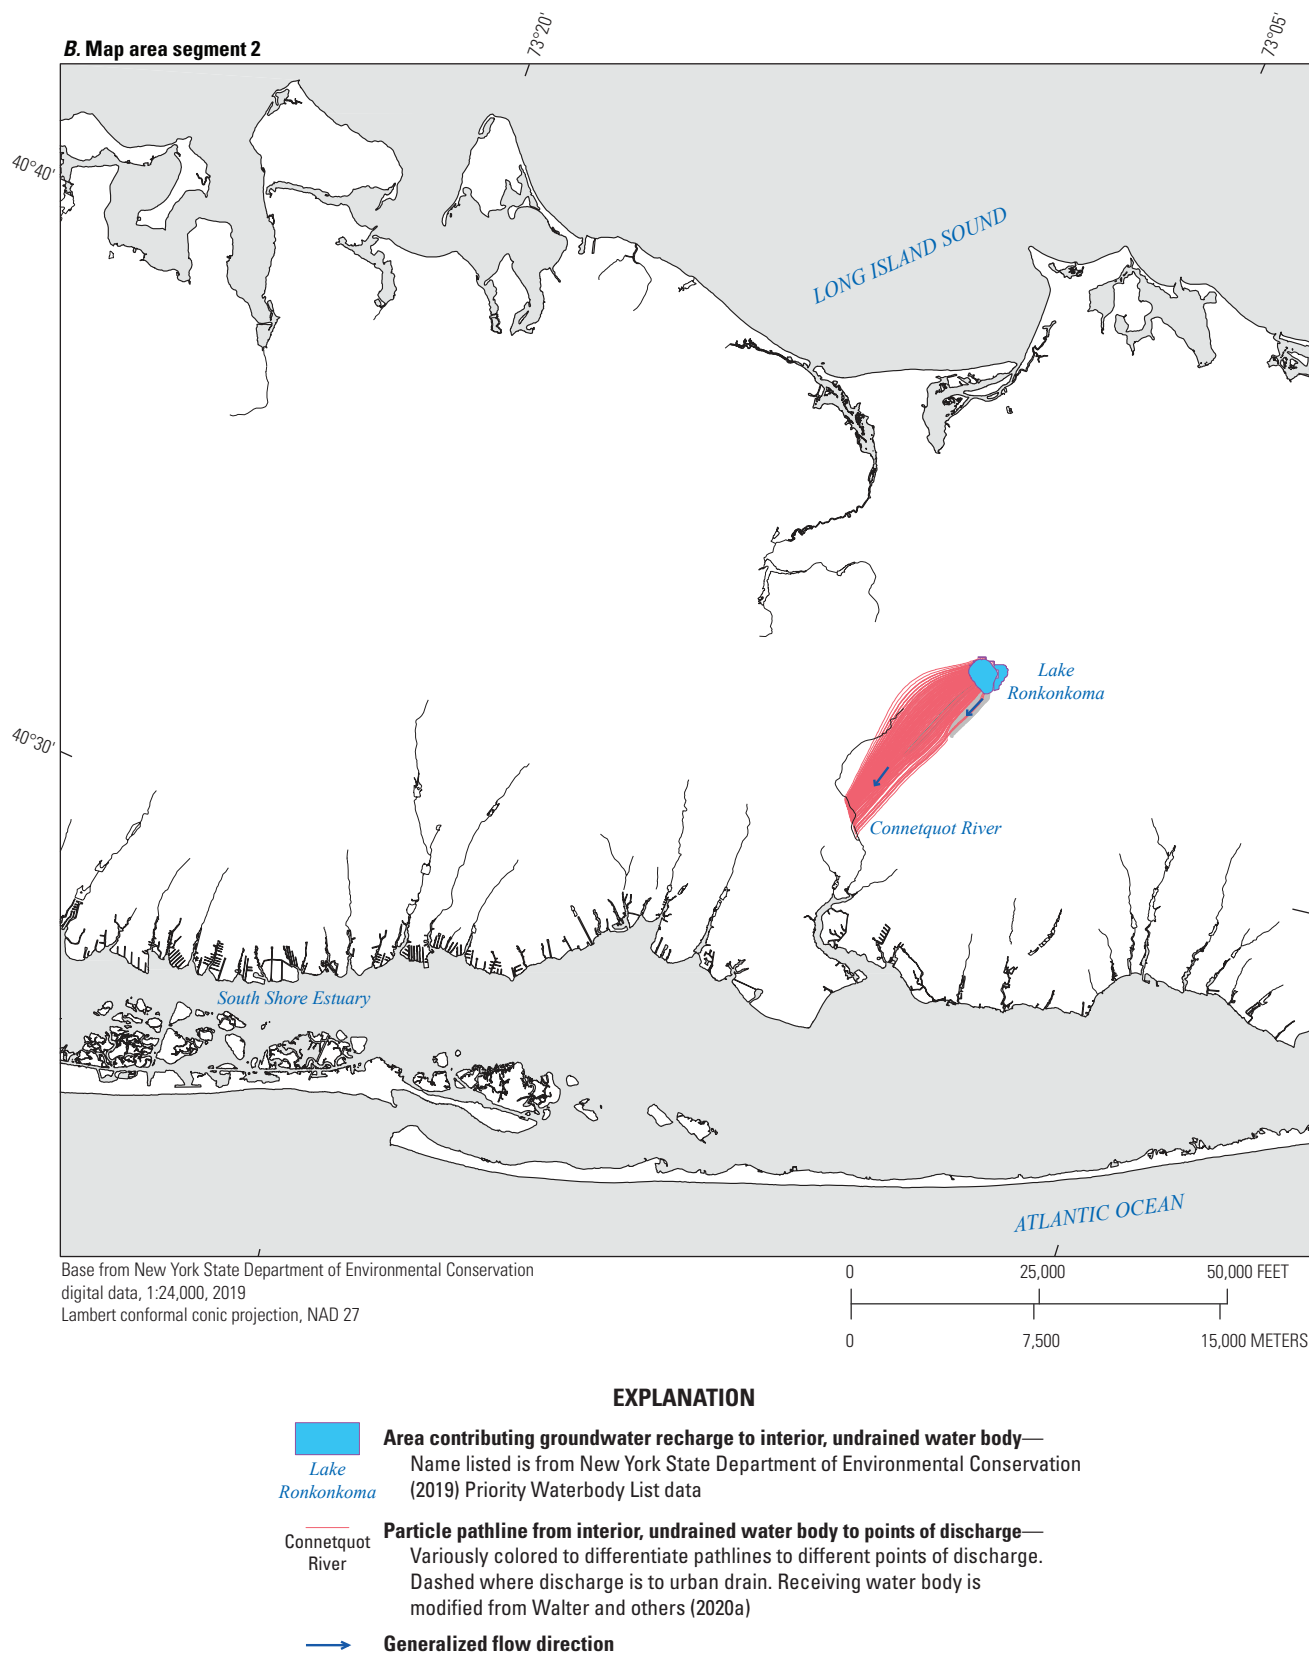 B. Map area segment 2
73°20'
73°05'
40°40'
LONG ISLAND SOUND
Lake
Ronkonkoma
40°30'
Connetquot River
South Shore Estuary
ATLANTIC OCEAN
Base from New York State Department of Environmental Conservation
digital data, 1:24,000, 2019
Lambert conformal conic projection, NAD 27
0 25,000 50,000 FEET
0 7,500 15,000 METERS
EXPLANATION
Area contributing groundwater recharge to interior, undrained water body—
Name listed is from New York State Department of Environmental Conservation
(2019) Priority Waterbody List data
Lake
Ronkonkoma
Particle pathline from interior, undrained water body to points of discharge—
Variously colored to differentiate pathlines to different points of discharge.
Dashed where discharge is to urban drain. Receiving water body is
modified from Walter and others (2020a)
Connetquot
River
Generalized flow direction